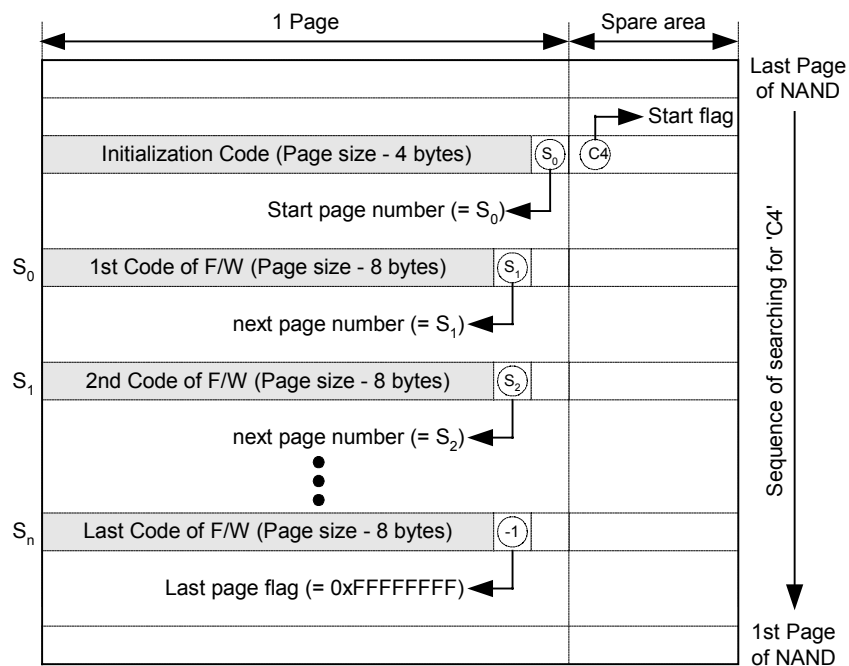 1 Page
Spare area
Last Page
of NAND
Start flag
Initialization Code (Page size - 4 bytes)
S₀
C4
Start page number (= S₀)
S₀
1st Code of F/W (Page size - 8 bytes)
S₁
next page number (= S₁)
S₁
2nd Code of F/W (Page size - 8 bytes)
S₂
next page number (= S₂)
Sₙ
Last Code of F/W (Page size - 8 bytes)
-1
Last page flag (= 0xFFFFFFFF)
Sequence of searching for 'C4'
1st Page
of NAND